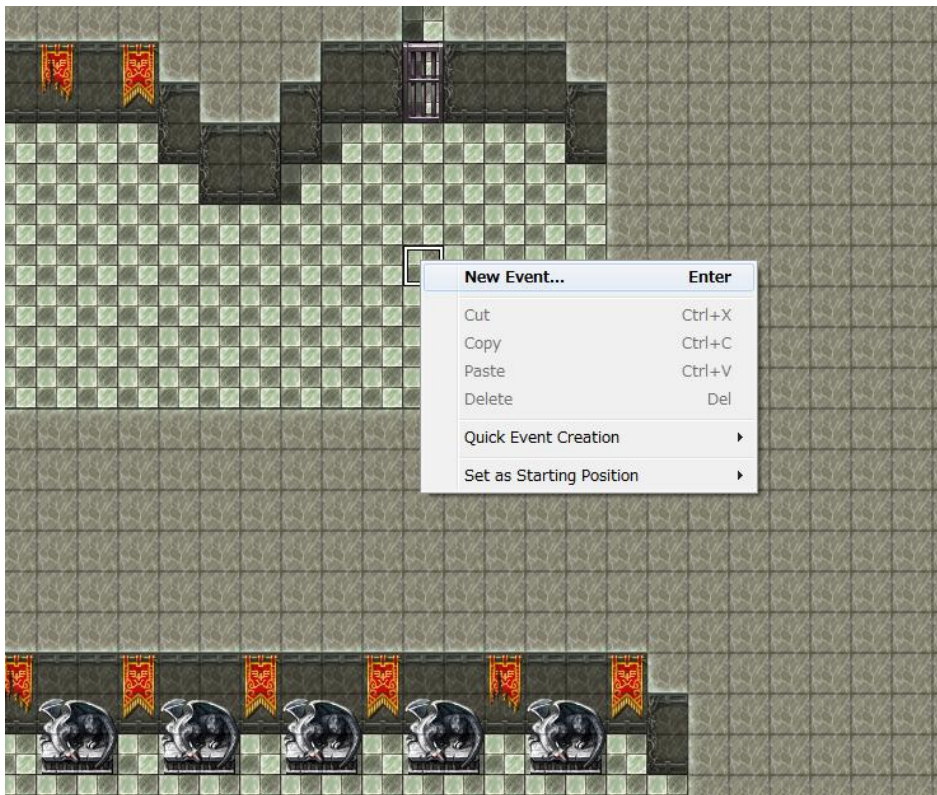 New Event... Enter
Cut Ctrl+X
Copy Ctrl+C
Paste Ctrl+V
Delete Del
Quick Event Creation
Set as Starting Position